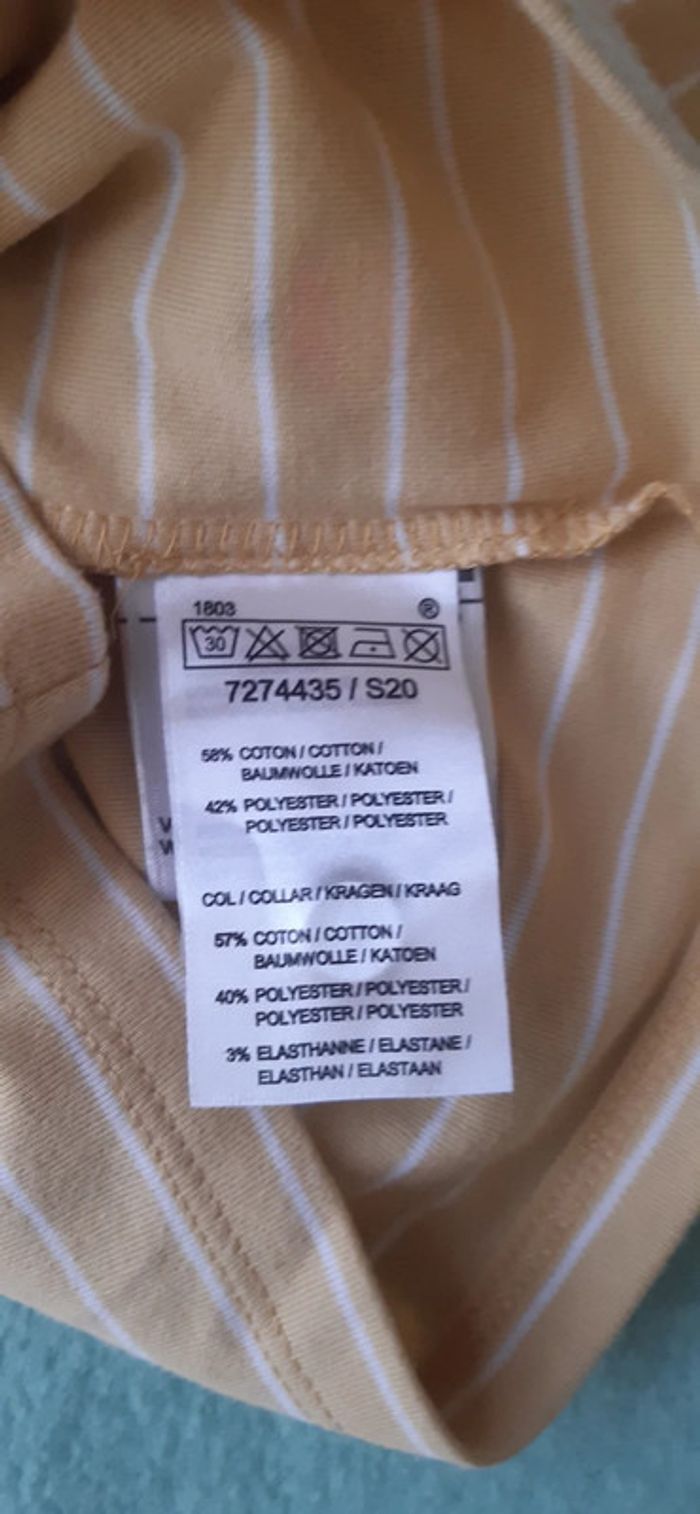 1803 ®
30
7274435 / S20
58% COTON / COTTON /
BAUMWOLLE / KATOEN
42% POLYESTER / POLYESTER /
POLYESTER / POLYESTER
COL / COLLAR / KRAGEN / KRAAG
57% COTON / COTTON /
BAUMWOLLE / KATOEN
40% POLYESTER / POLYESTER /
POLYESTER / POLYESTER
3% ELASTHANNE / ELASTANE /
ELASTHAN / ELASTAAN